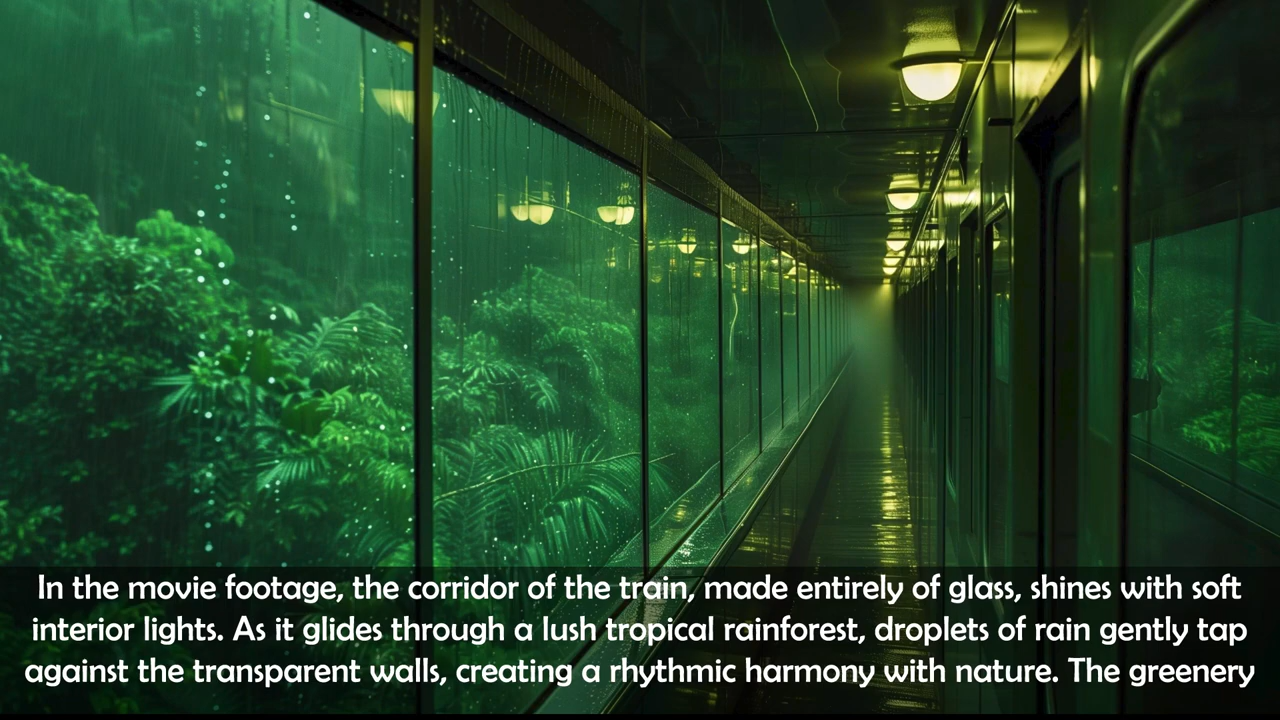 In the movie footage, the corridor of the train, made entirely of glass, shines with soft
interior lights. As it glides through a lush tropical rainforest, droplets of rain gently tap
against the transparent walls, creating a rhythmic harmony with nature. The greenery